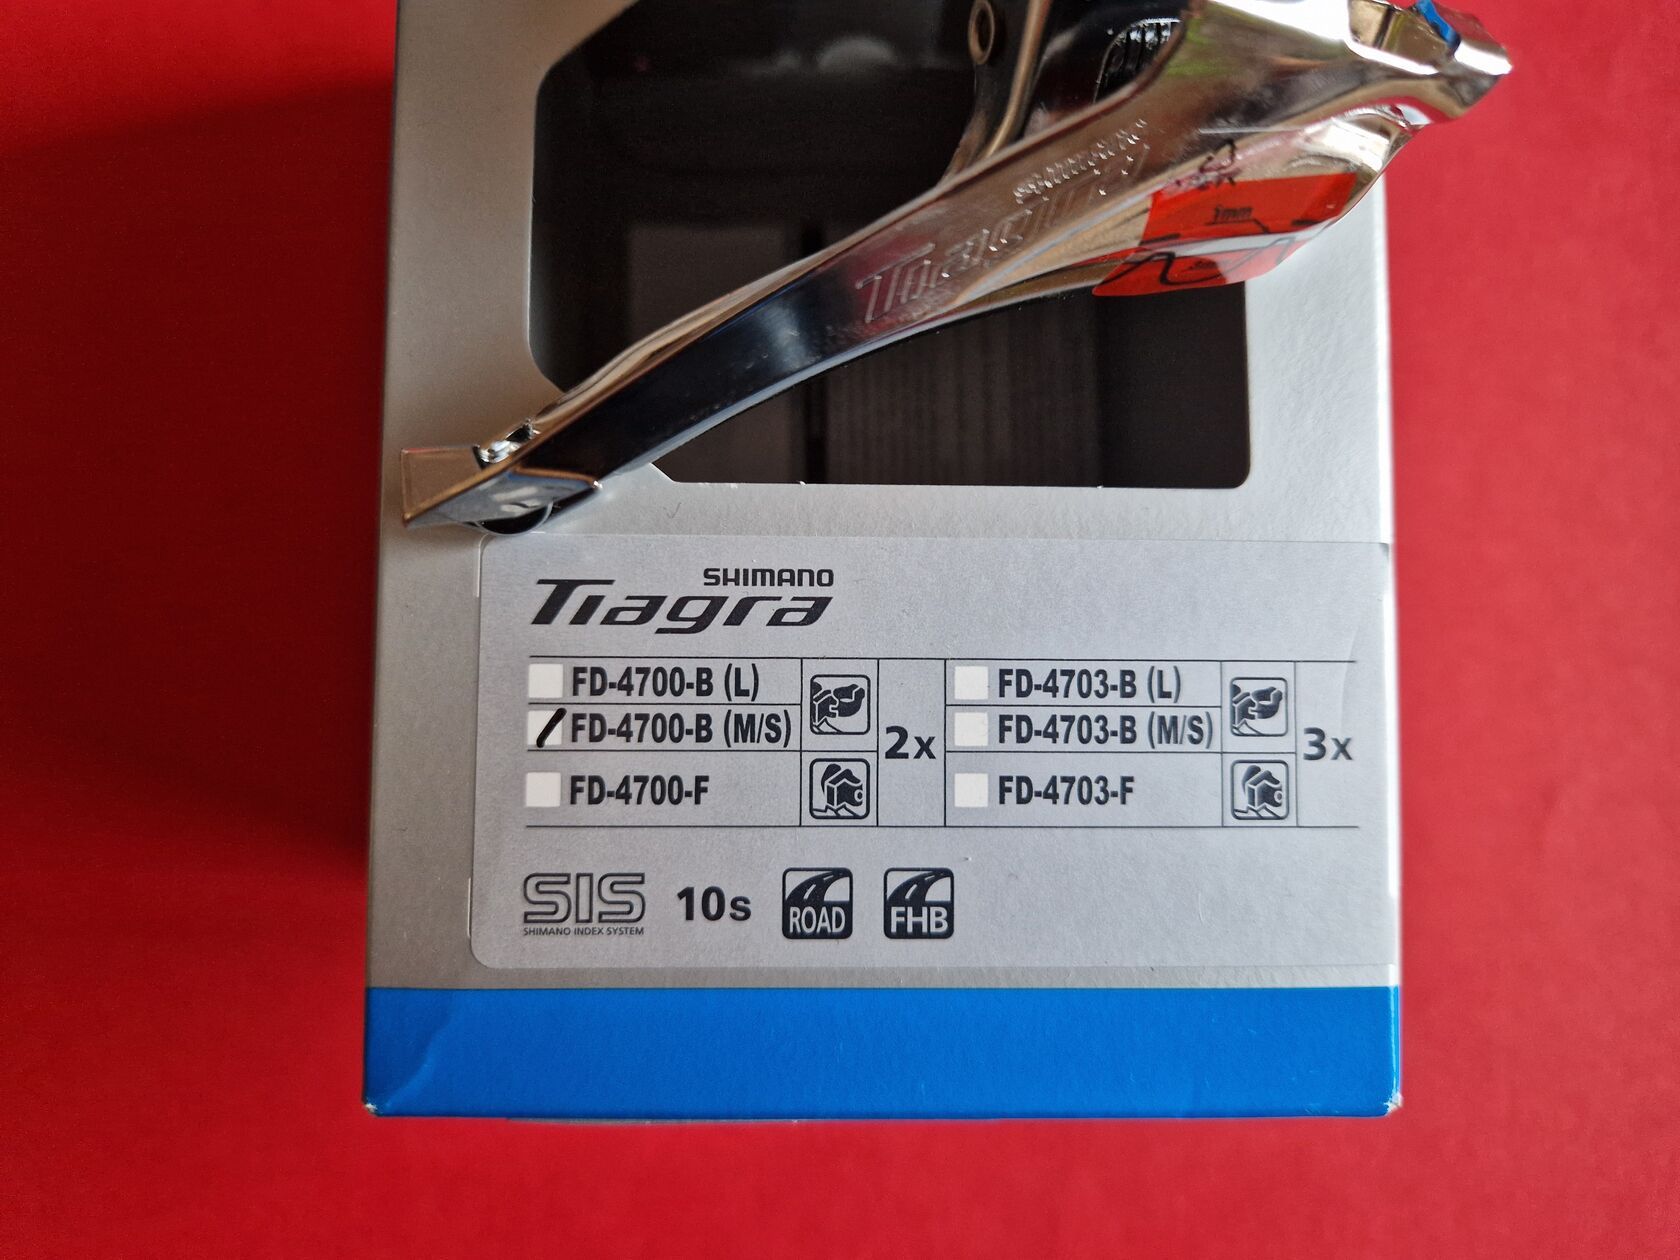 SHIMANO
Tiagra
1mm
SHIMANO
Tiagra
FD-4700-B (L)
FD-4700-B (M/S)
FD-4700-F
2x
FD-4703-B (L)
FD-4703-B (M/S)
FD-4703-F
3x
SIS
SHIMANO INDEX SYSTEM
10s
ROAD
FHB